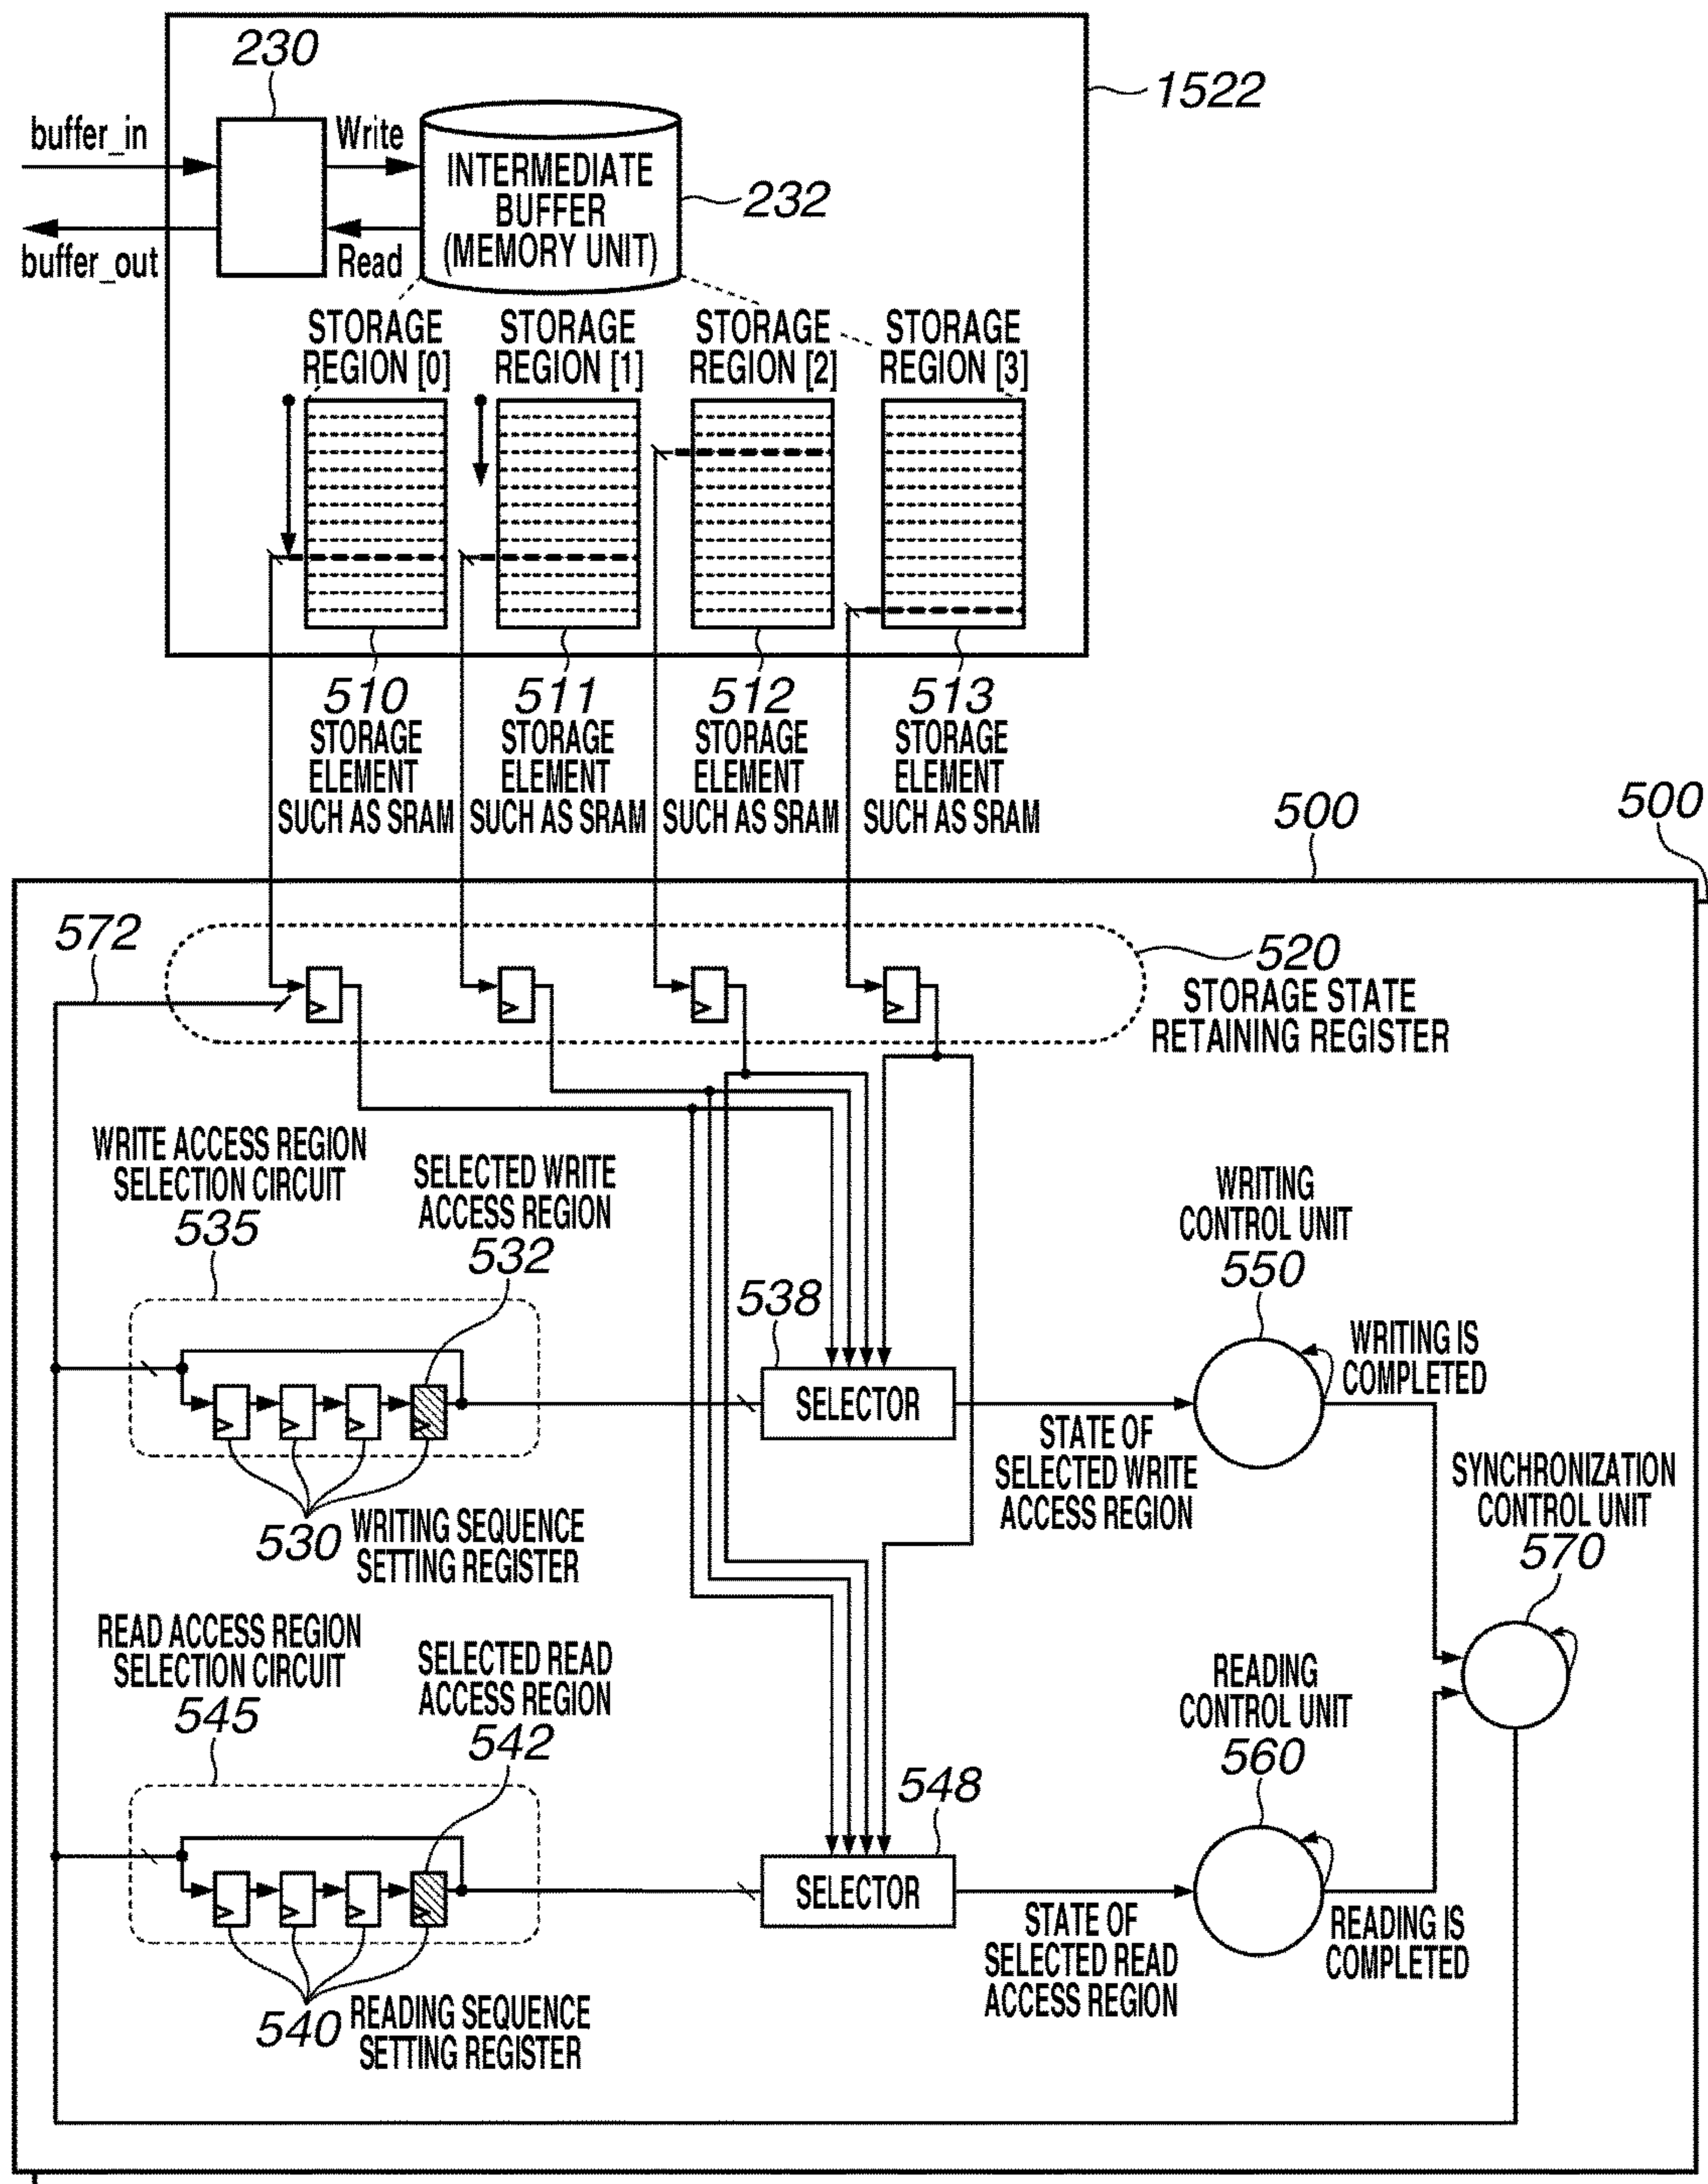 230
1522
buffer_in
Write
INTERMEDIATE
BUFFER
(MEMORY UNIT)
232
buffer_out
Read
STORAGE
REGION [0]
STORAGE
REGION [1]
STORAGE
REGION [2]
STORAGE
REGION [3]
510
STORAGE
ELEMENT
SUCH AS SRAM
511
STORAGE
ELEMENT
SUCH AS SRAM
512
STORAGE
ELEMENT
SUCH AS SRAM
513
STORAGE
ELEMENT
SUCH AS SRAM
500
500
572
520
STORAGE STATE
RETAINING REGISTER
WRITE ACCESS REGION
SELECTION CIRCUIT
535
SELECTED WRITE
ACCESS REGION
532
538
SELECTOR
WRITING
CONTROL UNIT
550
WRITING IS
COMPLETED
STATE OF
SELECTED WRITE
ACCESS REGION
SYNCHRONIZATION
CONTROL UNIT
570
530
WRITING SEQUENCE
SETTING REGISTER
READ ACCESS REGION
SELECTION CIRCUIT
545
SELECTED READ
ACCESS REGION
542
548
SELECTOR
READING
CONTROL UNIT
560
READING IS
COMPLETED
STATE OF
SELECTED READ
ACCESS REGION
540
READING SEQUENCE
SETTING REGISTER